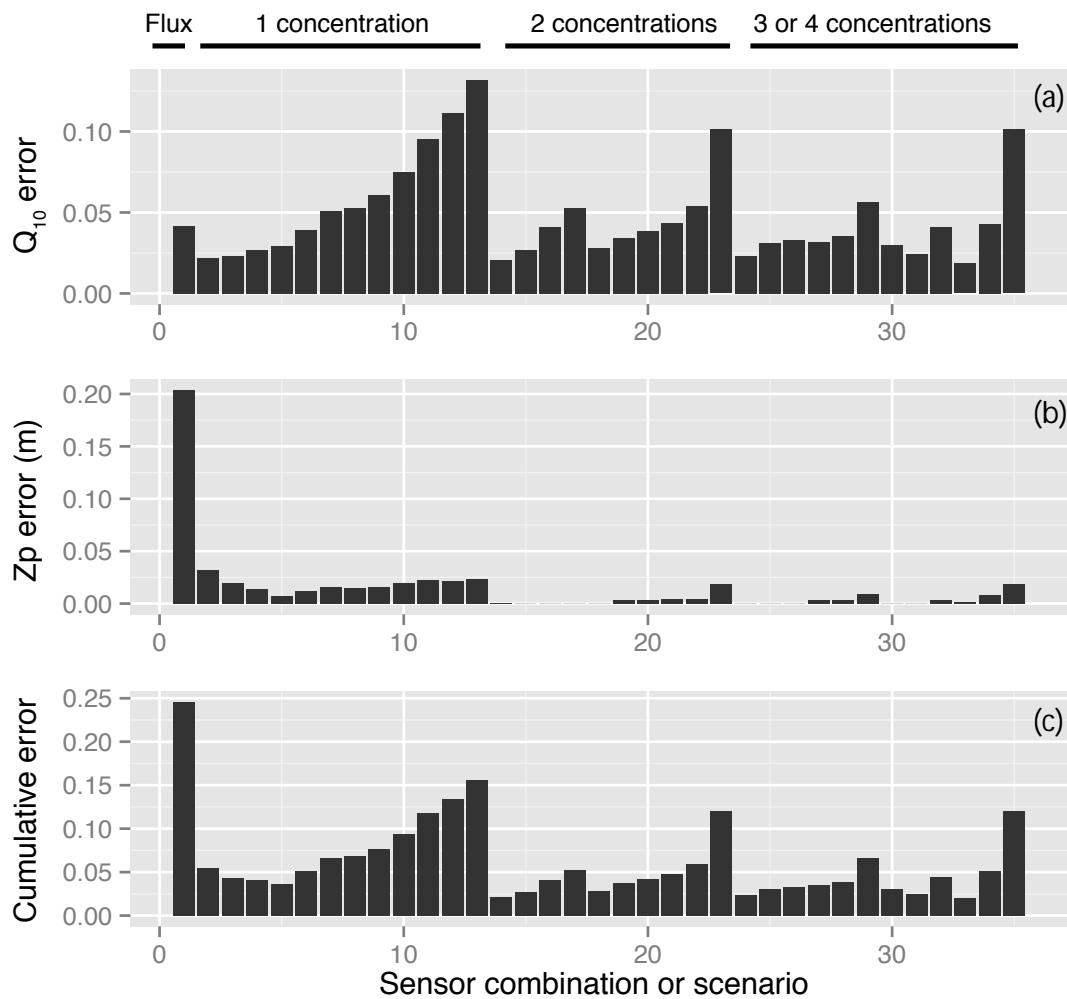 Flux 1 concentration 2 concentrations 3 or 4 concentrations
(a)
Q10 error
0.10
0.05
0.00
0 10 20 30
(b)
Zp error (m)
0.20
0.15
0.10
0.05
0.00
0 10 20 30
(c)
Cumulative error
0.25
0.20
0.15
0.10
0.05
0.00
0 10 20 30
Sensor combination or scenario